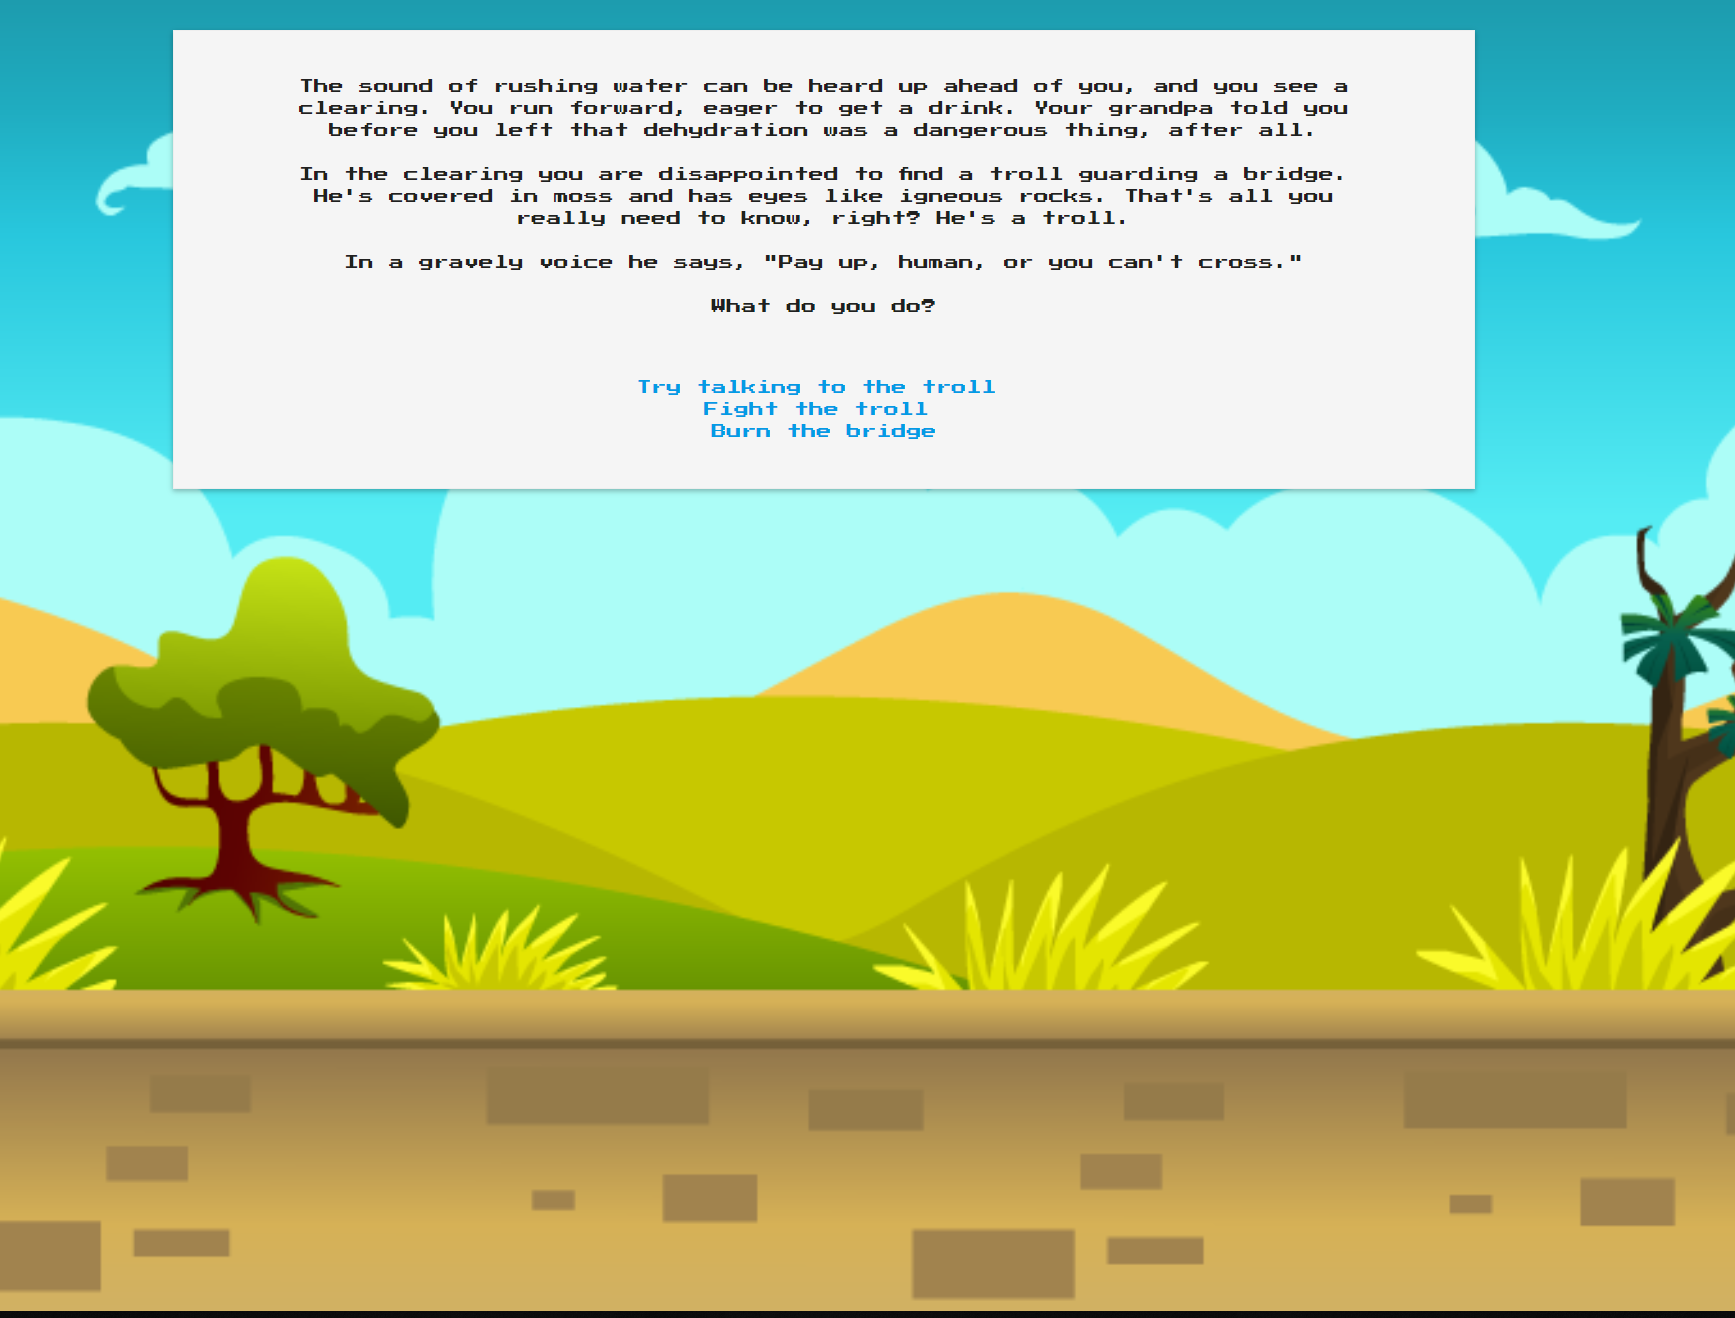 The sound of rushing water can be heard up ahead of you, and you see a
clearing. You run forward, eager to get a drink. Your grandpa told you
before you left that dehydration was a dangerous thing, after all.
In the clearing you are disappointed to find a troll guarding a bridge.
He's covered in moss and has eyes like igneous rocks. That's all you
really need to know, right? He's a troll.
In a gravely voice he says, "Pay up, human, or you can't cross."
What do you do?
Try talking to the troll
Fight the troll
Burn the bridge